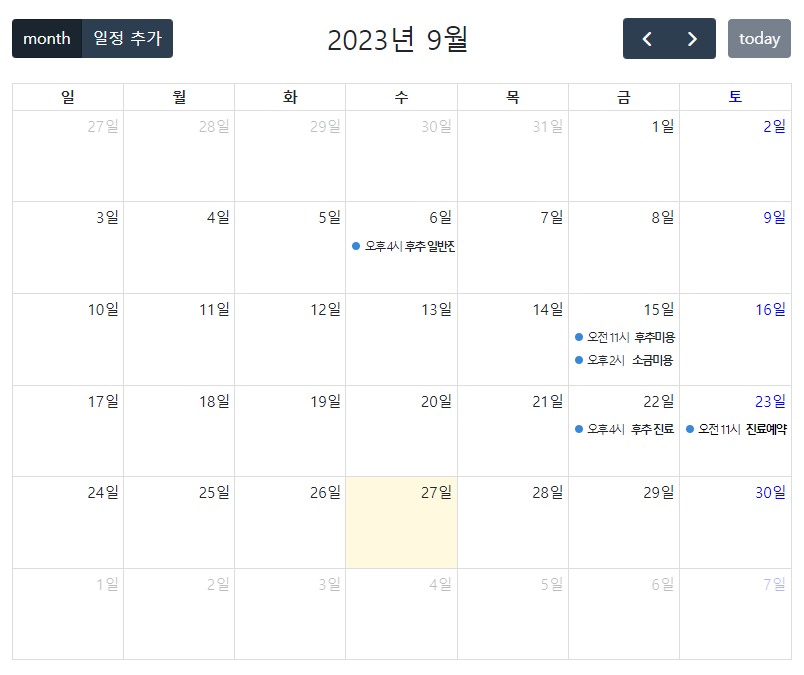 month 일정 추가 2023년 9월 today
일 월 화 수 목 금 토
27일 28일 29일 30일 31일 1일 2일
3일 4일 5일 6일 7일 8일 9일
오후 4시 후추 일반진
10일 11일 12일 13일 14일 15일 16일
오전 11시 후추미용
오후 2시 소금미용
17일 18일 19일 20일 21일 22일 23일
오후 4시 후추 진료 오전 11시 진료예약
24일 25일 26일 27일 28일 29일 30일
1일 2일 3일 4일 5일 6일 7일